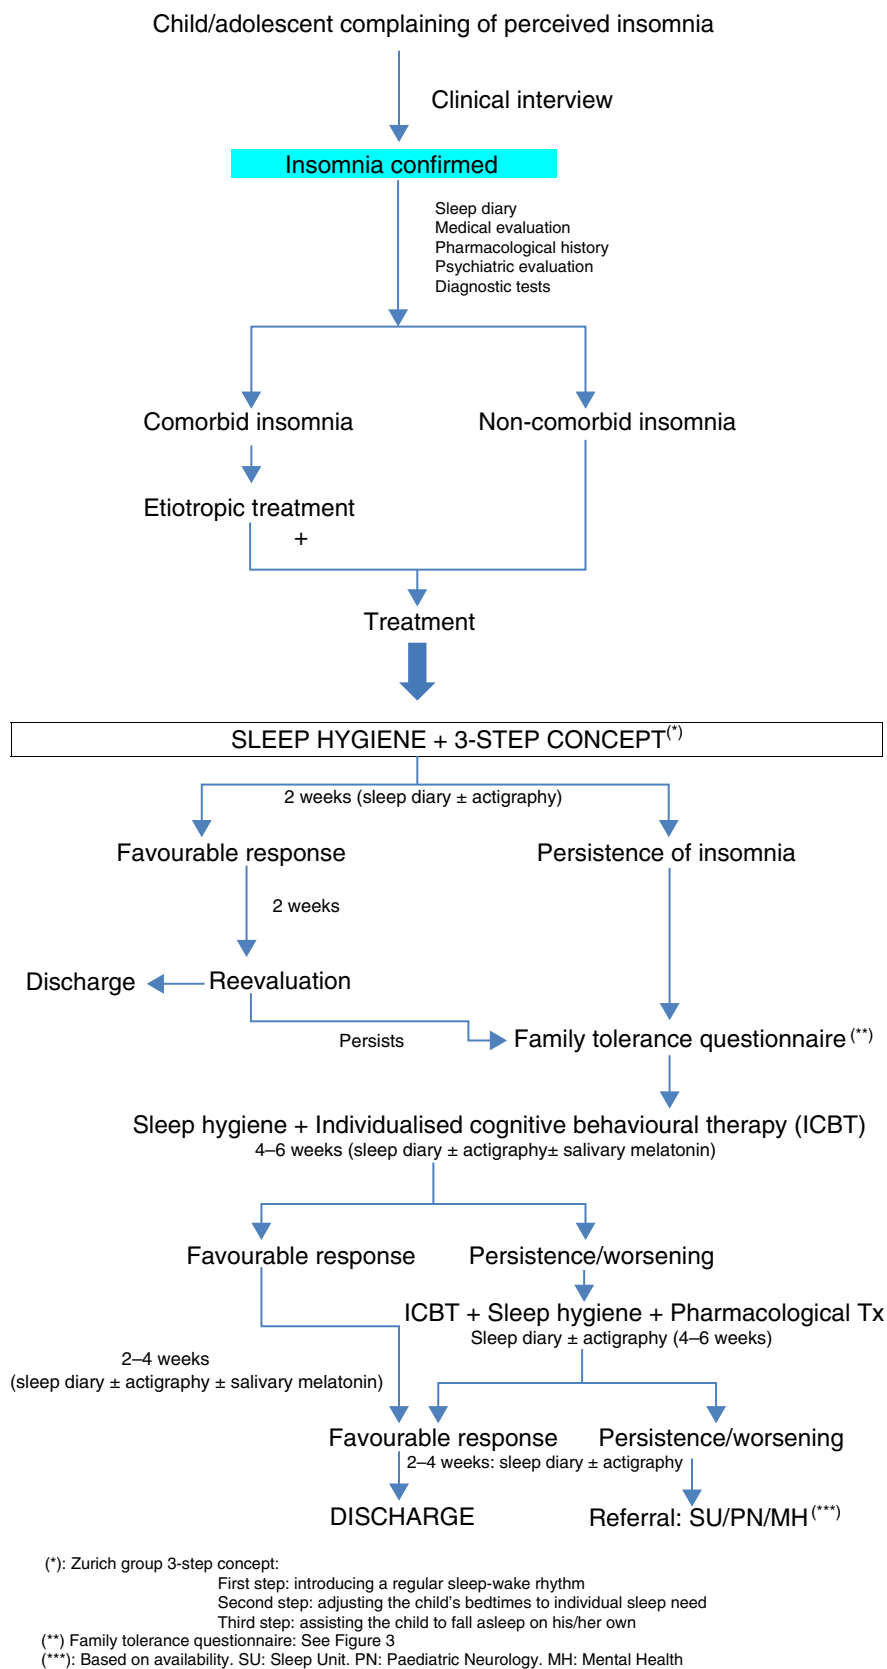 Child/adolescent complaining of perceived insomnia
Clinical interview
Insomnia confirmed
Sleep diary
Medical evaluation
Pharmacological history
Psychiatric evaluation
Diagnostic tests
Comorbid insomnia
Non-comorbid insomnia
Etiotropic treatment
+
Treatment
SLEEP HYGIENE + 3-STEP CONCEPT(*)
2 weeks (sleep diary ± actigraphy)
Favourable response
Persistence of insomnia
2 weeks
Discharge
Reevaluation
Persists
Family tolerance questionnaire (**)
Sleep hygiene + Individualised cognitive behavioural therapy (ICBT)
4–6 weeks (sleep diary ± actigraphy± salivary melatonin)
Favourable response
Persistence/worsening
ICBT + Sleep hygiene + Pharmacological Tx
Sleep diary ± actigraphy (4–6 weeks)
2–4 weeks
(sleep diary ± actigraphy ± salivary melatonin)
Favourable response
Persistence/worsening
2–4 weeks: sleep diary ± actigraphy
DISCHARGE
Referral: SU/PN/MH(***)
(*): Zurich group 3-step concept:
First step: introducing a regular sleep-wake rhythm
Second step: adjusting the child's bedtimes to individual sleep need
Third step: assisting the child to fall asleep on his/her own
(**) Family tolerance questionnaire: See Figure 3
(***): Based on availability. SU: Sleep Unit. PN: Paediatric Neurology. MH: Mental Health